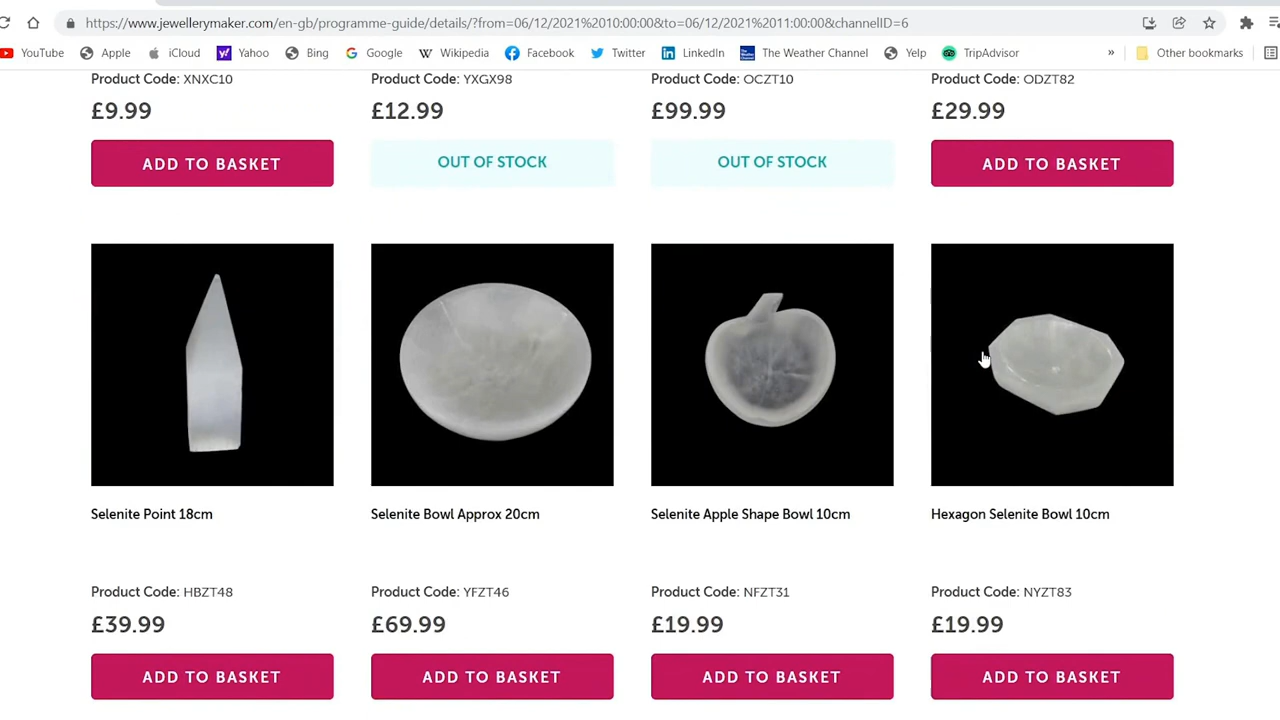 https://www.jewellerymaker.com/en-gb/programme-guide/details/?from=06/12/2021%2010:00:00&to=06/12/2021%2011:00:00&channelID=6
YouTube Apple iCloud Yahoo Bing Google Wikipedia Facebook Twitter LinkedIn The Weather Channel Yelp TripAdvisor » Other bookmarks
Product Code: XNXC10 Product Code: YXGX98 Product Code: OCZT10 Product Code: ODZT82
£9.99 £12.99 £99.99 £29.99
ADD TO BASKET OUT OF STOCK OUT OF STOCK ADD TO BASKET
Selenite Point 18cm Selenite Bowl Approx 20cm Selenite Apple Shape Bowl 10cm Hexagon Selenite Bowl 10cm
Product Code: HBZT48 Product Code: YFZT46 Product Code: NFZT31 Product Code: NYZT83
£39.99 £69.99 £19.99 £19.99
ADD TO BASKET ADD TO BASKET ADD TO BASKET ADD TO BASKET